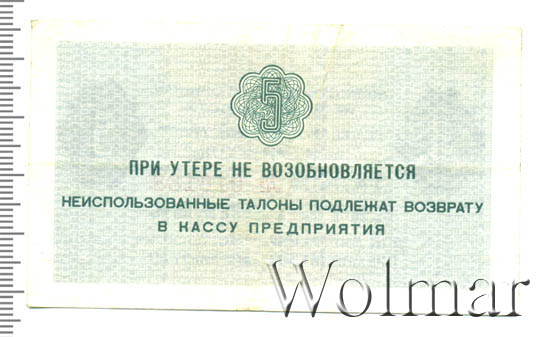 5
ПРИ УТЕРЕ НЕ ВОЗОБНОВЛЯЕТСЯ
НЕИСПОЛЬЗОВАННЫЕ ТАЛОНЫ ПОДЛЕЖАТ ВОЗВРАТУ
В КАССУ ПРЕДПРИЯТИЯ
Wolmar